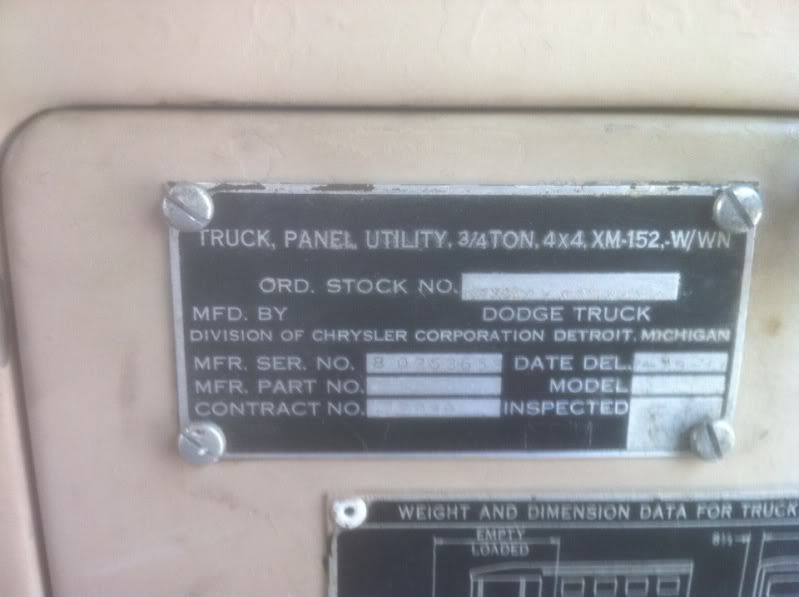 TRUCK, PANEL UTILITY, 3/4 TON, 4x4, XM-152,-W/WN
ORD. STOCK NO.
MFD. BY DODGE TRUCK
DIVISION OF CHRYSLER CORPORATION DETROIT, MICHIGAN
MFR. SER. NO. DATE DEL.
MFR. PART NO. MODEL
CONTRACT NO. INSPECTED
WEIGHT AND DIMENSION DATA FOR TRUCK
EMPTY
LOADED